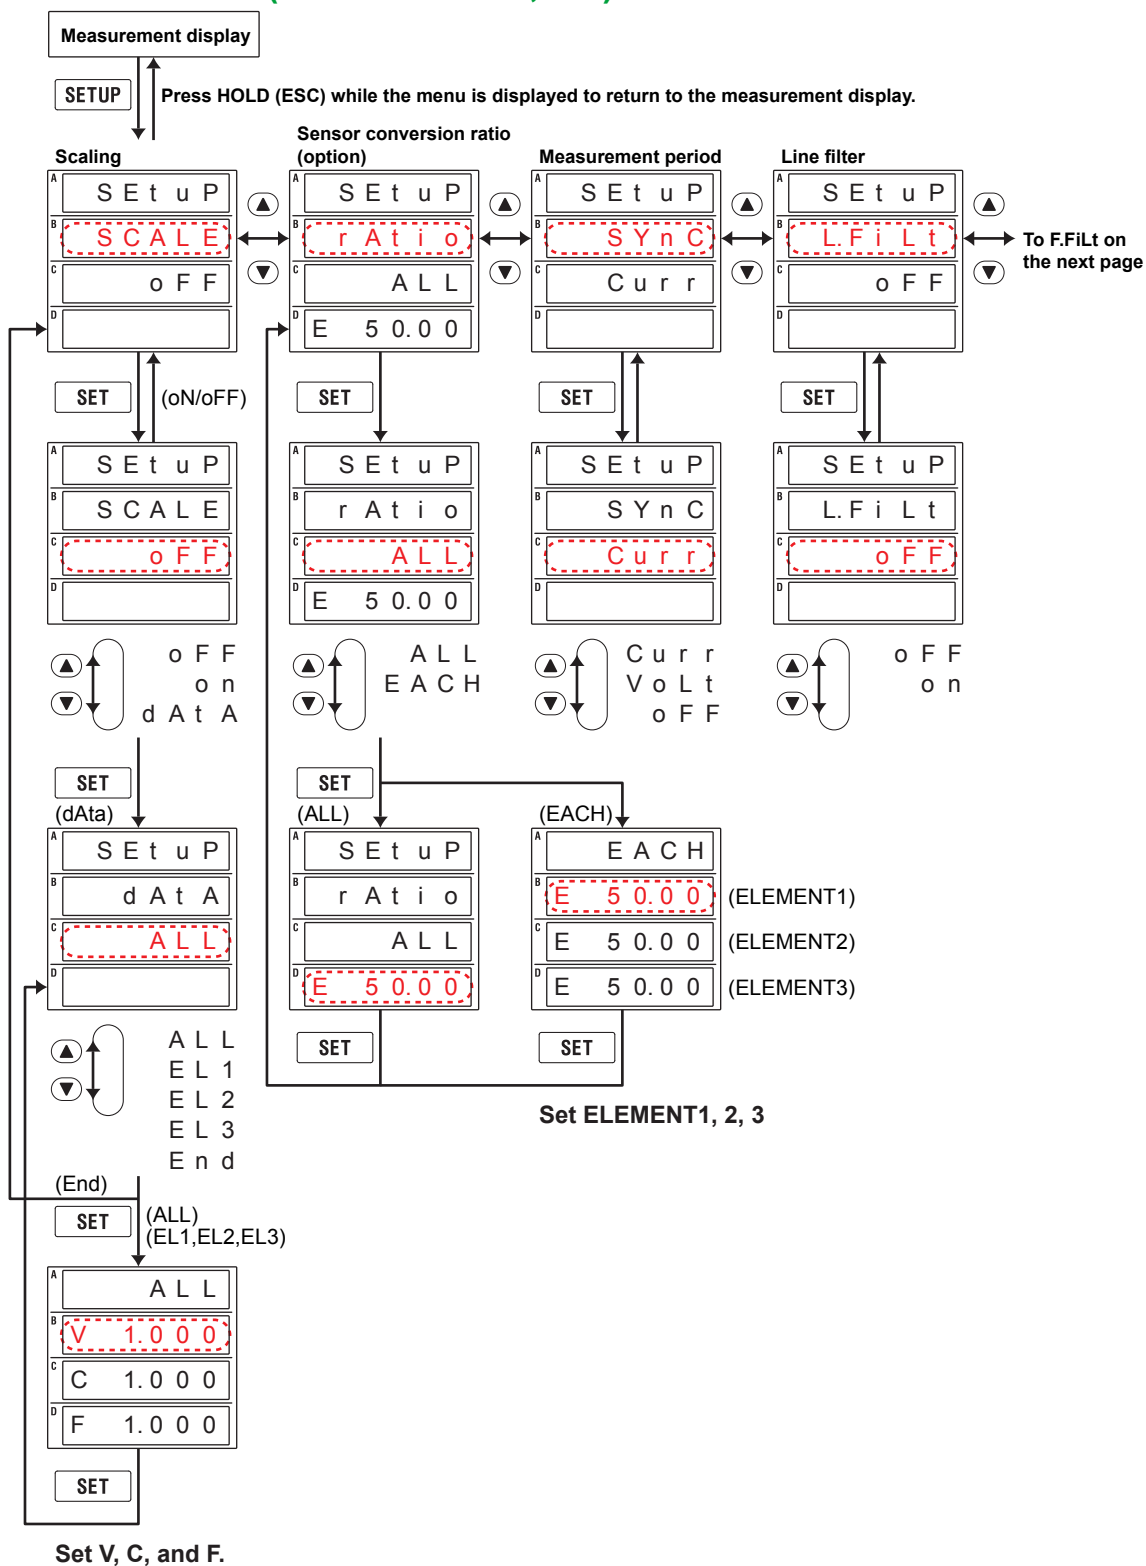 Measurement display
SETUP
Press HOLD (ESC) while the menu is displayed to return to the measurement display.
Scaling
Sensor conversion ratio
(option)
Measurement period
Line filter
A SEtuP
B SCALE
C oFF
D
A SEtuP
B rAtio
C ALL
D E 50.00
A SEtuP
B SYnC
C Curr
D
A SEtuP
B L.FiLt
C oFF
D
To F.FiLt on
the next page
SET
(oN/oFF)
SET
SET
SET
A SEtuP
B SCALE
C oFF
D
A SEtuP
B rAtio
C ALL
D E 50.00
A SEtuP
B SYnC
C Curr
D
A SEtuP
B L.FiLt
C oFF
D
oFF
on
dAtA
ALL
EACH
Curr
VoLt
oFF
oFF
on
SET
(dAta)
SET
(ALL)
(EACH)
A SEtuP
B dAtA
C ALL
D
A SEtuP
B rAtio
C ALL
D E 50.00
A EACH
B E 50.00 (ELEMENT1)
C E 50.00 (ELEMENT2)
D E 50.00 (ELEMENT3)
SET
SET
ALL
EL1
EL2
EL3
End
Set ELEMENT1, 2, 3
(End)
SET
(ALL)
(EL1,EL2,EL3)
A ALL
B V 1.000
C C 1.000
D F 1.000
SET
Set V, C, and F.